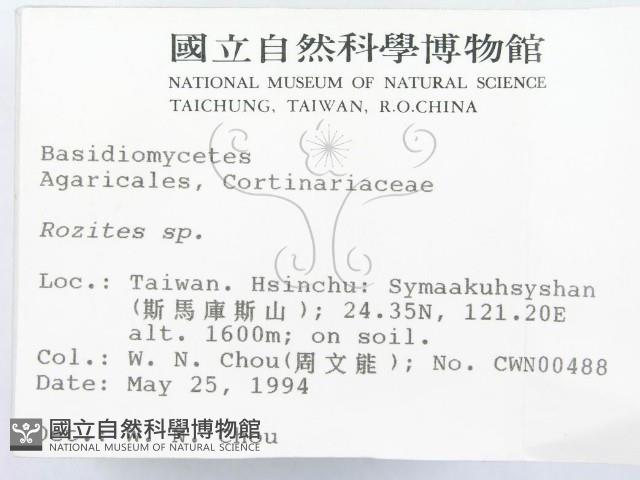 國立自然科學博物館
NATIONAL MUSEUM OF NATURAL SCIENCE
TAICHUNG, TAIWAN, R.O.CHINA
Basidiomycetes
Agaricales, Cortinariaceae
Rozites sp.
Loc.: Taiwan. Hsinchu: Symaakuhsyshan
(斯馬庫斯山); 24.35N, 121.20E
alt. 1600m; on soil.
Col.: W. N. Chou(周文能); No. CWN00488
Date: May 25, 1994
Det.: W. N. Chou
國立自然科學博物館
NATIONAL MUSEUM OF NATURAL SCIENCE